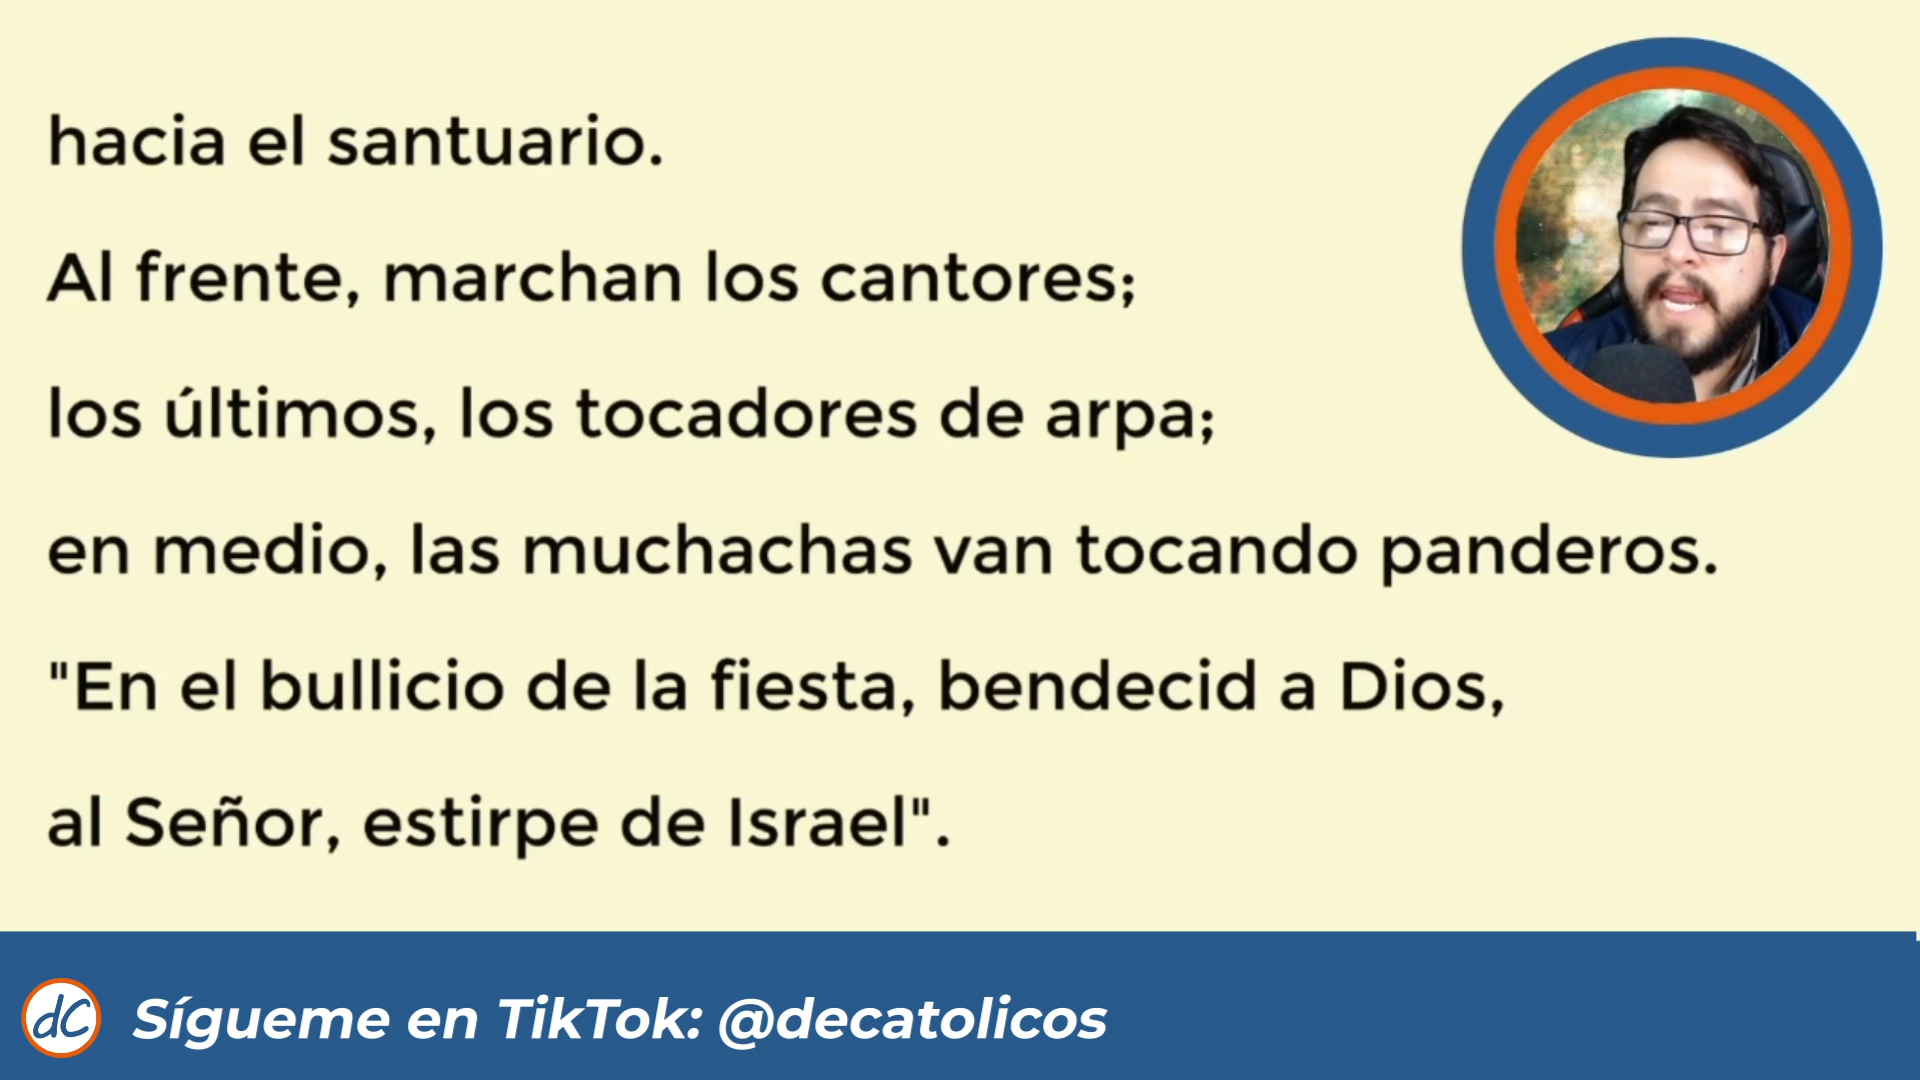 hacia el santuario.
Al frente, marchan los cantores;
los últimos, los tocadores de arpa;
en medio, las muchachas van tocando panderos.
"En el bullicio de la fiesta, bendecid a Dios,
al Señor, estirpe de Israel".
dC Sígueme en TikTok: @decatolicos